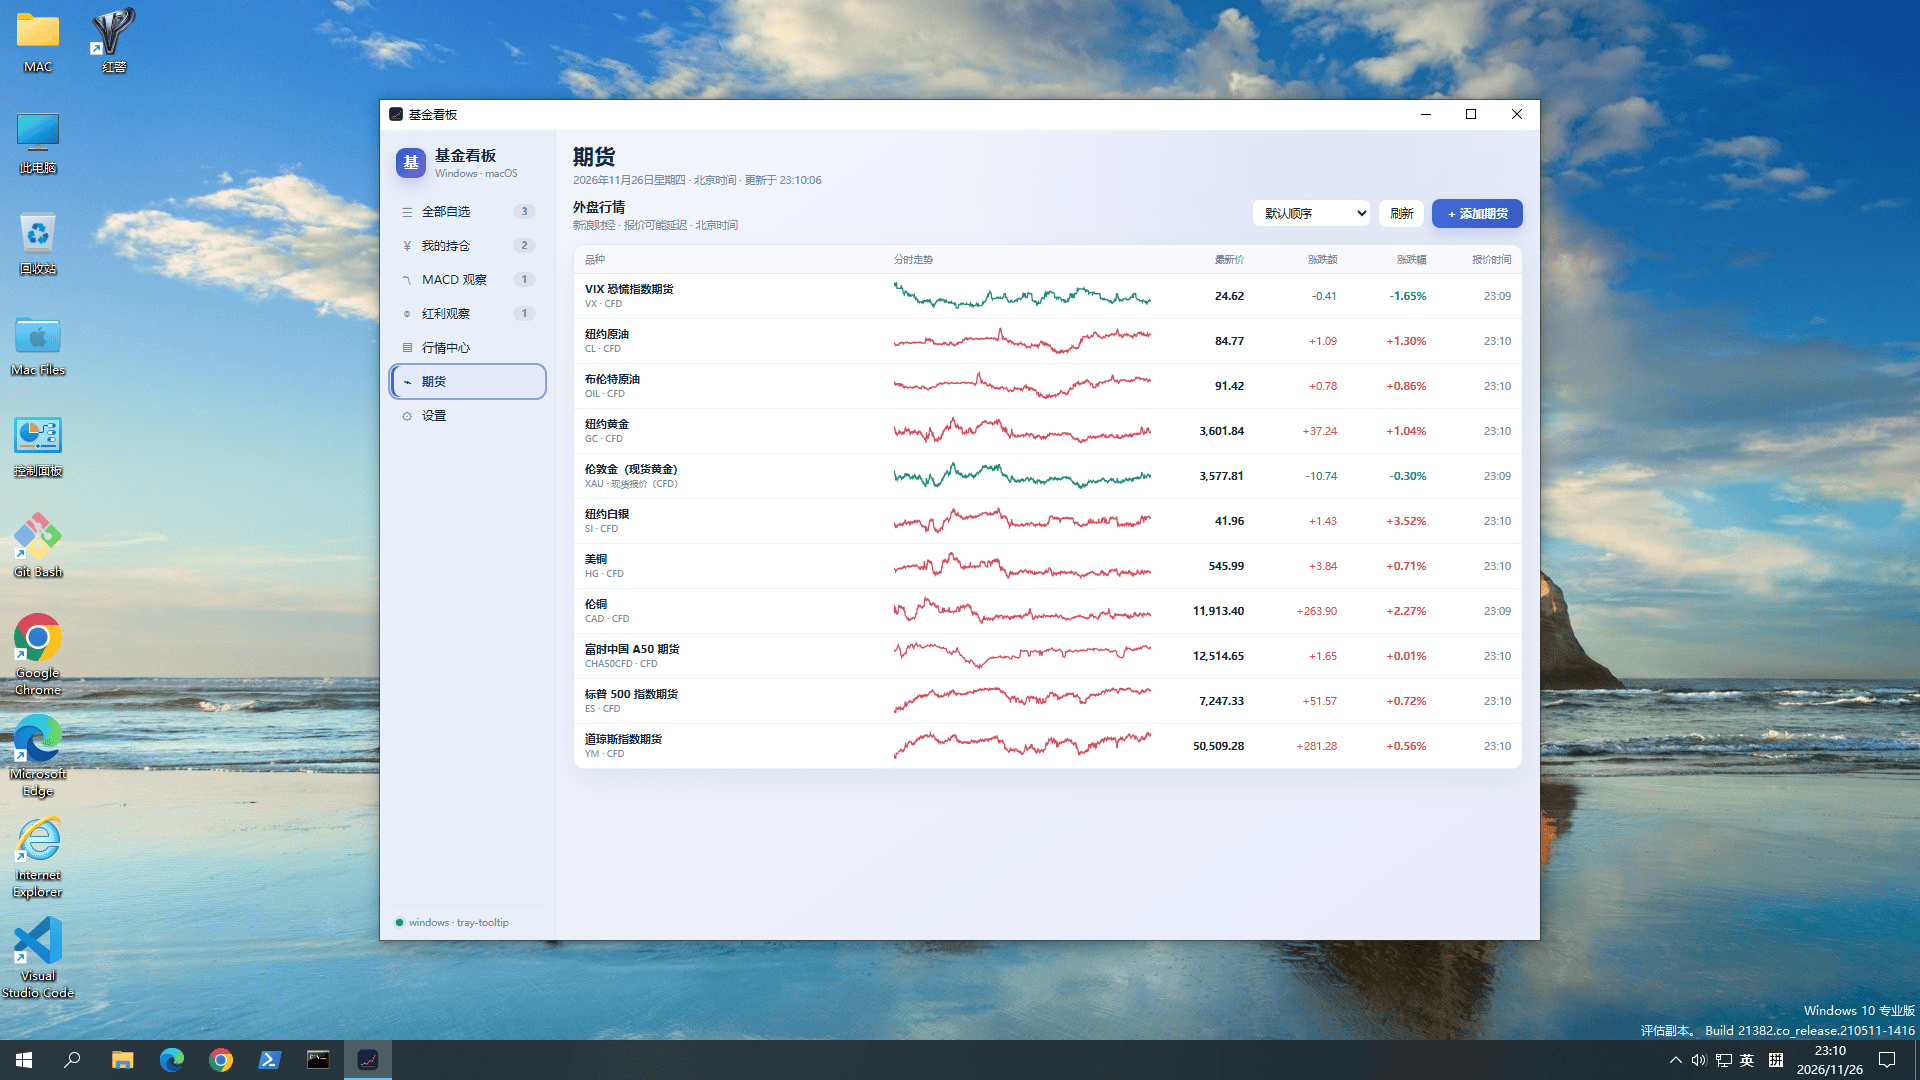 MAC
红警
此电脑
回收站
Mac Files
控制面板
Git Bash
Google
Chrome
Microsoft
Edge
Internet
Explorer
Visual
Studio Code
基金看板
基
基金看板
Windows · macOS
全部自选 3
¥ 我的持仓 2
MACD 观察 1
红利观察 1
行情中心
期货
设置
windows · tray-tooltip
期货
2026年11月26日星期四 · 北京时间 · 更新于 23:10:06
外盘行情
新浪财经 · 报价可能延迟 · 北京时间
默认顺序
刷新
+ 添加期货
品种 分时走势 最新价 涨跌额 涨跌幅 报价时间
VIX 恐慌指数期货 24.62 -0.41 -1.65% 23:09
VX · CFD
纽约原油 84.77 +1.09 +1.30% 23:10
CL · CFD
布伦特原油 91.42 +0.78 +0.86% 23:10
OIL · CFD
纽约黄金 3,601.84 +37.24 +1.04% 23:10
GC · CFD
伦敦金（现货黄金） 3,577.81 -10.74 -0.30% 23:09
XAU · 现货报价（CFD）
纽约白银 41.96 +1.43 +3.52% 23:10
SI · CFD
美铜 545.99 +3.84 +0.71% 23:10
HG · CFD
伦铜 11,913.40 +263.90 +2.27% 23:09
CAD · CFD
富时中国 A50 期货 12,514.65 +1.65 +0.01% 23:10
CHA50CFD · CFD
标普 500 指数期货 7,247.33 +51.57 +0.72% 23:10
ES · CFD
道琼斯指数期货 50,509.28 +281.28 +0.56% 23:10
YM · CFD
Windows 10 专业版
评估副本。 Build 21382.co_release.210511-1416
英
拼
23:10
2026/11/26